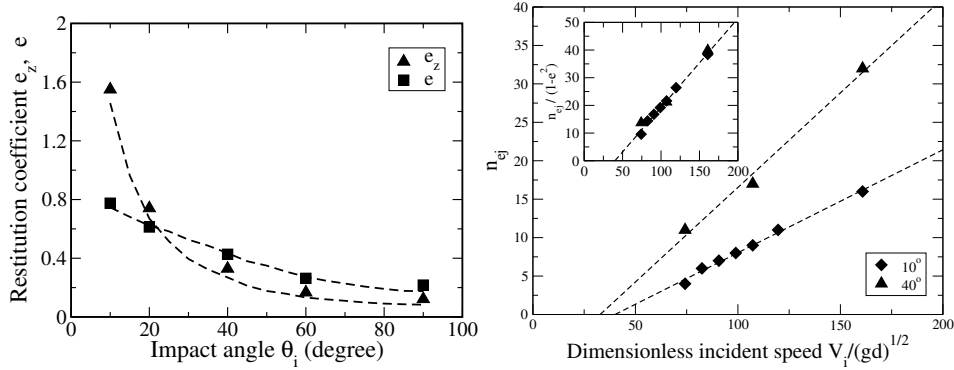 Restitution coefficient e_z, e
2
1.6
1.2
0.8
0.4
0
0 20 40 60 80 100
Impact angle θ_i (degree)
e_z
e
n_ej
40
35
30
25
20
15
10
5
0
0 50 100 150 200
Dimensionless incident speed V_i/(gd)^{1/2}
n_ej / (1-e^2)
50
40
30
20
10
0
0 50 100 150 200
10°
40°